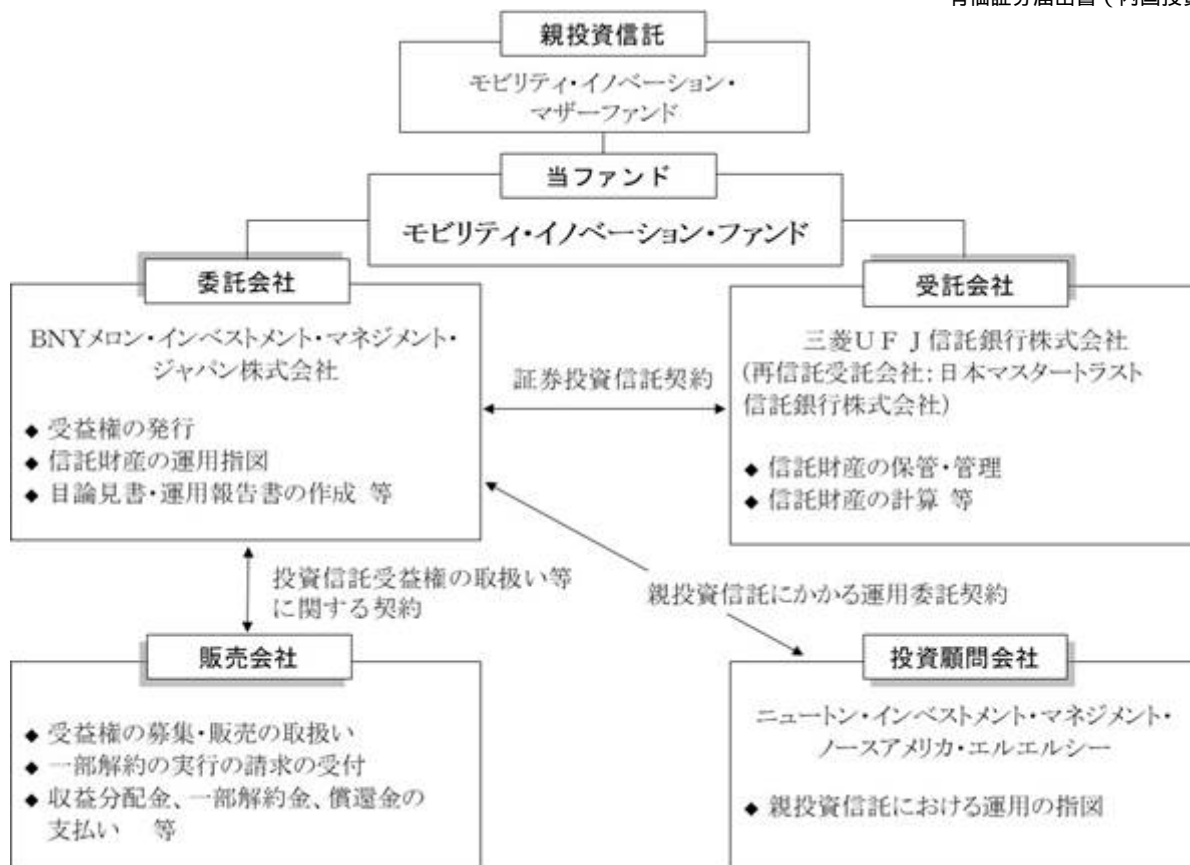 有価証券届出書（内国投資
親投資信託
モビリティ・イノベーション・
マザーファンド
当ファンド
モビリティ・イノベーション・ファンド
委託会社
BNYメロン・インベストメント・マネジメント・
ジャパン株式会社
◆ 受益権の発行
◆ 信託財産の運用指図
◆ 目論見書・運用報告書の作成 等
証券投資信託契約
受託会社
三菱UFJ信託銀行株式会社
(再信託受託会社:日本マスタートラスト
信託銀行株式会社)
◆ 信託財産の保管・管理
◆ 信託財産の計算 等
投資信託受益権の取扱い等
に関する契約
親投資信託にかかる運用委託契約
販売会社
◆ 受益権の募集・販売の取扱い
◆ 一部解約の実行の請求の受付
◆ 収益分配金、一部解約金、償還金の
支払い 等
投資顧問会社
ニュートン・インベストメント・マネジメント・
ノースアメリカ・エルエルシー
◆ 親投資信託における運用の指図